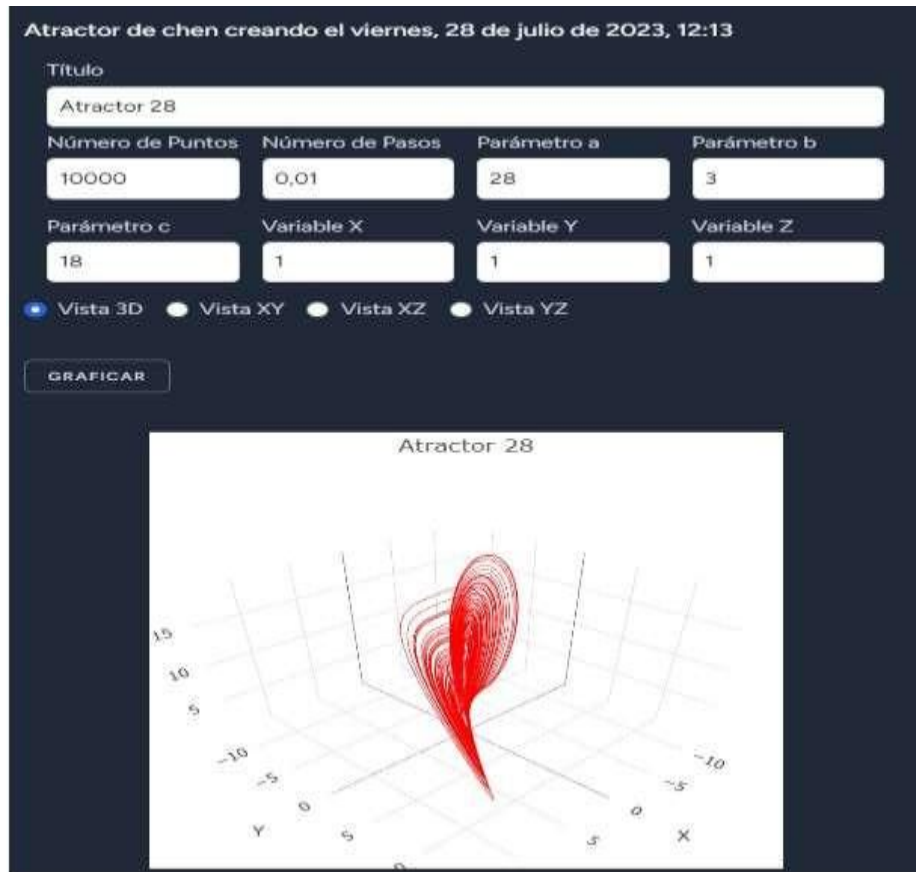 Atractor de chen creando el viernes, 28 de julio de 2023, 12:13
Título
Atractor 28
Número de Puntos Número de Pasos Parámetro a Parámetro b
10000 0,01 28 3
Parámetro c Variable X Variable Y Variable Z
18 1 1 1
Vista 3D Vista XY Vista XZ Vista YZ
GRAFICAR
Atractor 28
15
10
5
−10 −10
−5 −5
0 0
Y 5 5 X